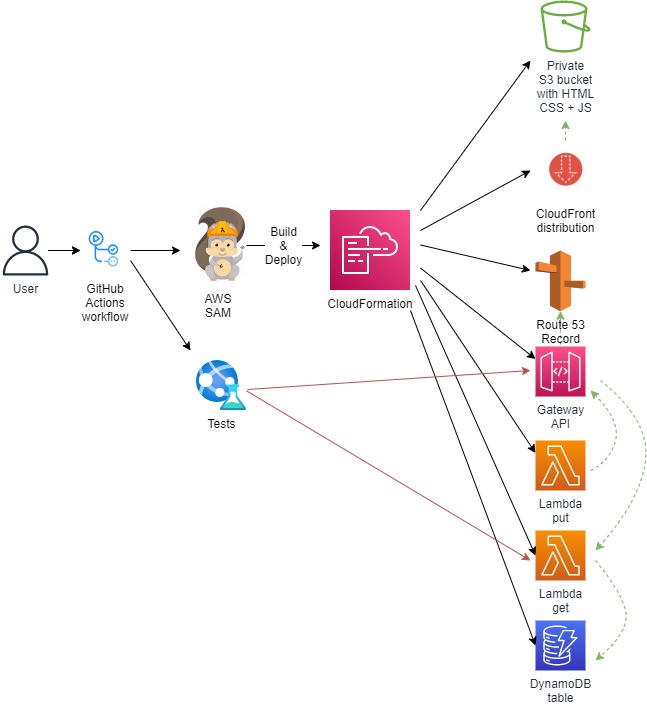 Private
S3 bucket
with HTML
CSS + JS
CloudFront
distribution
Build
&
Deploy
User
GitHub
Actions
workflow
AWS
SAM
CloudFormation
Route 53
Record
Tests
Gateway
API
Lambda
put
Lambda
get
DynamoDB
table